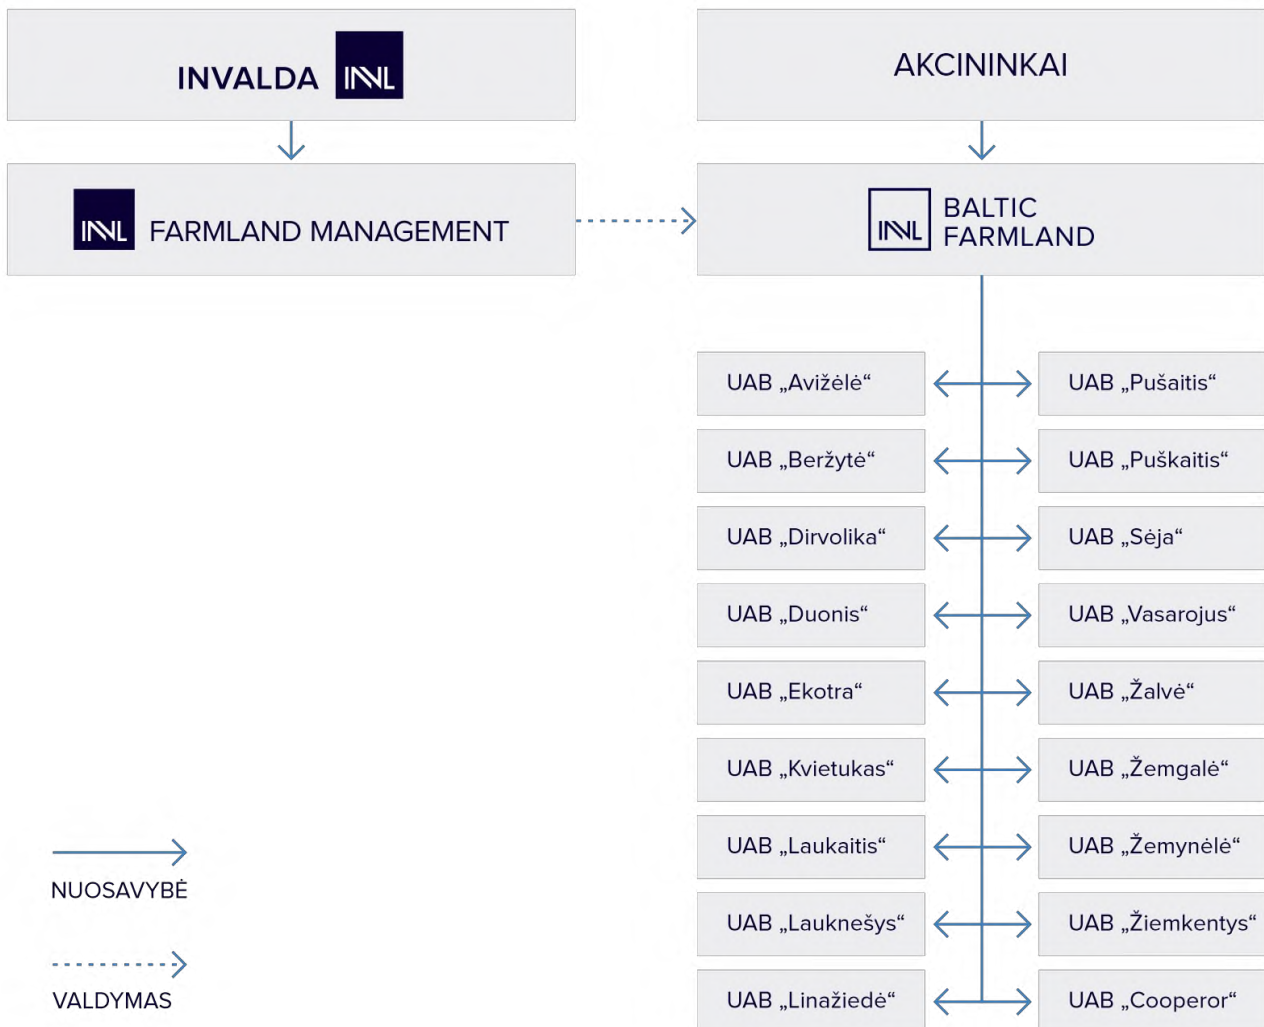 INVALDA INVL
AKCININKAI
INVL FARMLAND MANAGEMENT
INVL BALTIC
FARMLAND
UAB „Avižėlė“
UAB „Pušaitis“
UAB „Beržytė“
UAB „Puškaitis“
UAB „Dirvolika“
UAB „Sėja“
UAB „Duonis“
UAB „Vasarojus“
UAB „Ekotra“
UAB „Žalvė“
UAB „Kvietukas“
UAB „Žemgalė“
UAB „Laukaitis“
UAB „Žemynėlė“
UAB „Lauknešys“
UAB „Žiemkentys“
UAB „Linažiedė“
UAB „Cooperor“
NUOSAVYBĖ
VALDYMAS